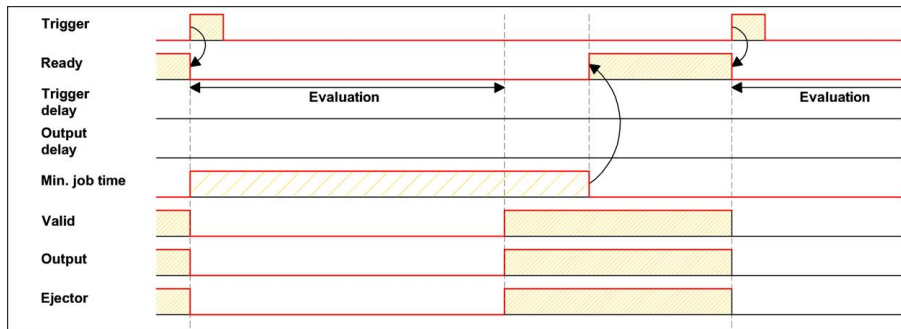 Trigger
Ready
Trigger
delay
Evaluation
Evaluation
Output
delay
Min. job time
Valid
Output
Ejector